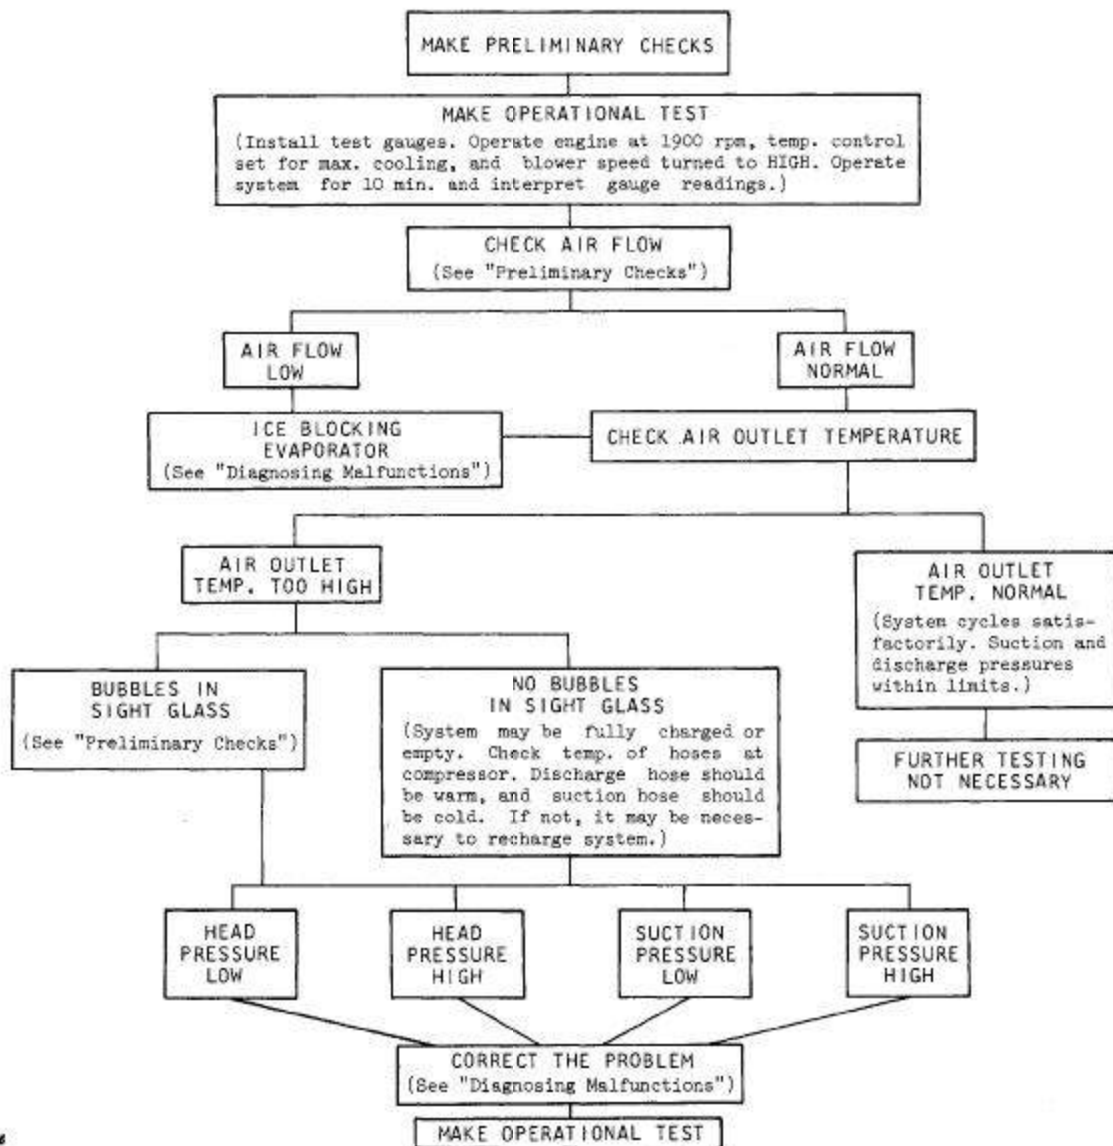 MAKE PRELIMINARY CHECKS
MAKE OPERATIONAL TEST
(Install test gauges. Operate engine at 1900 rpm, temp. control
set for max. cooling, and blower speed turned to HIGH. Operate
system for 10 min. and interpret gauge readings.)
CHECK AIR FLOW
(See "Preliminary Checks")
AIR FLOW
LOW
AIR FLOW
NORMAL
ICE BLOCKING
EVAPORATOR
(See "Diagnosing Malfunctions")
CHECK AIR OUTLET TEMPERATURE
AIR OUTLET
TEMP. TOO HIGH
AIR OUTLET
TEMP. NORMAL
(System cycles satis-
factorily. Suction and
discharge pressures
within limits.)
BUBBLES IN
SIGHT GLASS
(See "Preliminary Checks")
NO BUBBLES
IN SIGHT GLASS
(System may be fully charged or
empty. Check temp. of hoses at
compressor. Discharge hose should
be warm, and suction hose should
be cold. If not, it may be neces-
sary to recharge system.)
FURTHER TESTING
NOT NECESSARY
HEAD
PRESSURE
LOW
HEAD
PRESSURE
HIGH
SUCTION
PRESSURE
LOW
SUCTION
PRESSURE
HIGH
CORRECT THE PROBLEM
(See "Diagnosing Malfunctions")
MAKE OPERATIONAL TEST